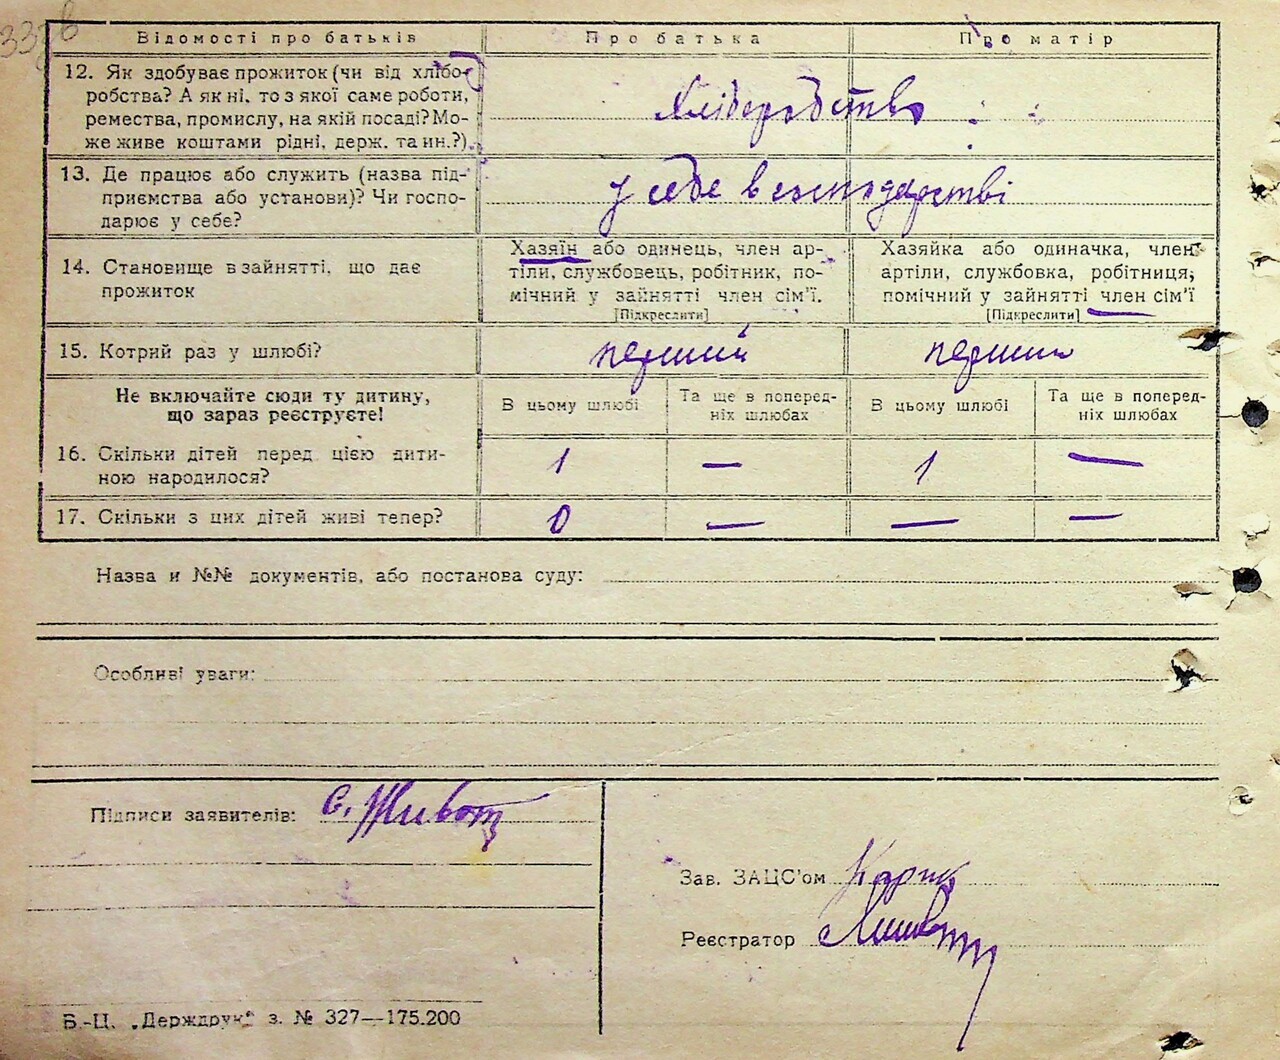 333 в
Відомості про батьків Про батька Про матір
12. Як здобуває прожиток (чи від хлібо-
робства? А як ні, то з якої саме роботи,
ремества, промислу, на якій посаді? Мо-
же живе коштами рідні, держ. та ин.?)
Хліборобство
13. Де працює або служить (назва під-
приємства або установи)? Чи госпо-
дарює у себе?
у себе в господарстві
14. Становище в зайнятті, що дає
прожиток
Хазяїн або одинець, член ар-
тіли, службовець, робітник, по-
мічний у зайнятті член сім'ї.
[Підкреслити]
Хазяйка або одиначка, член
артіли, службовка, робітниця,
помічний у зайнятті член сім'ї
[Підкреслити]
15. Котрий раз у шлюбі? перший перший
Не включайте сюди ту дитину,
що зараз реєструєте!
В цьому шлюбі
Та ще в поперед-
ніх шлюбах
В цьому шлюбі
Та ще в поперед-
ніх шлюбах
16. Скільки дітей перед цією дити-
ною народилося?
1 — 1 —
17. Скільки з цих дітей живі тепер? 0 — — —
Назва и №№ документів, або постанова суду:
Особливі уваги:
Підписи заявителів: С. Живот
Зав. ЗАЦС'ом
Реєстратор
Б.-Ц. „Держдрук" з. № 327—175.200